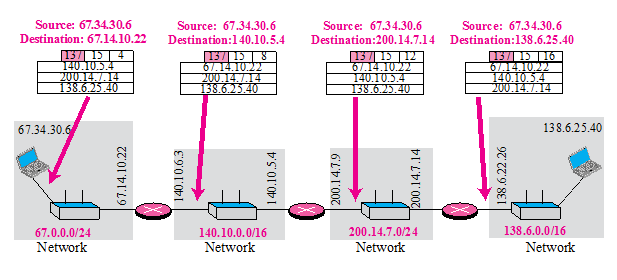 Source: 67.34.30.6
Destination: 67.14.10.22
137 15 4
140.10.5.4
200.14.7.14
138.6.25.40
Source: 67.34.30.6
Destination:140.10.5.4
137 15 8
67.14.10.22
200.14.7.14
138.6.25.40
Source: 67.34.30.6
Destination:200.14.7.14
137 15 12
67.14.10.22
140.10.5.4
138.6.25.40
Source: 67.34.30.6
Destination:138.6.25.40
137 15 16
67.14.10.22
140.10.5.4
200.14.7.14
67.34.30.6
67.14.10.22
140.10.6.3
140.10.5.4
200.14.7.9
200.14.7.14
138.6.22.26
138.6.25.40
67.0.0.0/24
Network
140.10.0.0/16
Network
200.14.7.0/24
Network
138.6.0.0/16
Network